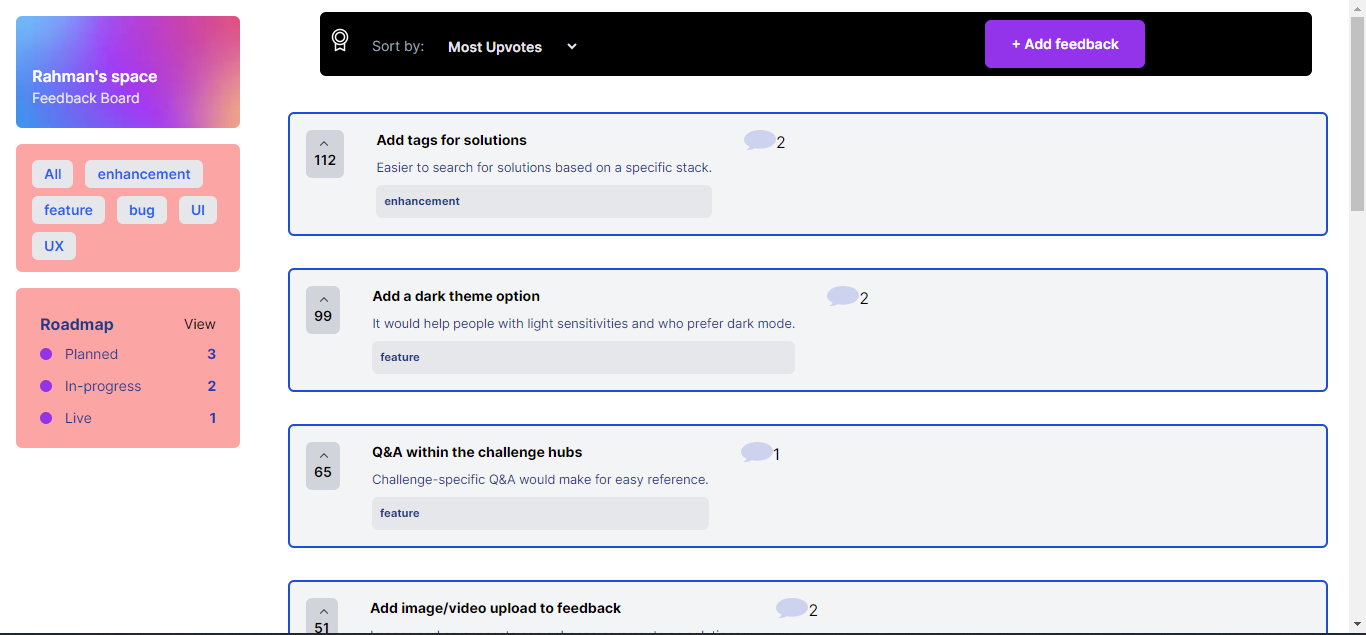 Rahman's space
Feedback Board
All
enhancement
feature
bug
UI
UX
Roadmap
View
Planned
3
In-progress
2
Live
1
Sort by:
Most Upvotes
+ Add feedback
112
Add tags for solutions
Easier to search for solutions based on a specific stack.
enhancement
2
99
Add a dark theme option
It would help people with light sensitivities and who prefer dark mode.
feature
2
65
Q&A within the challenge hubs
Challenge-specific Q&A would make for easy reference.
feature
1
51
Add image/video upload to feedback
2